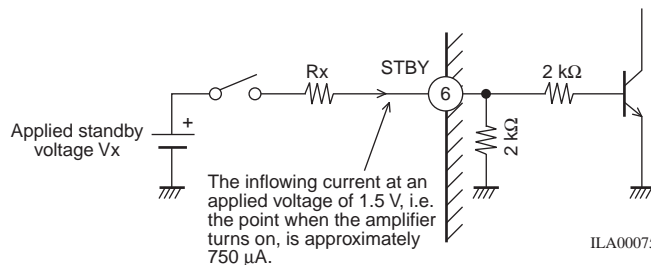 Rx
STBY
6
2 kΩ
2 kΩ
+
Applied standby
voltage Vx
The inflowing current at an
applied voltage of 1.5 V, i.e.
the point when the amplifier
turns on, is approximately
750 µA.